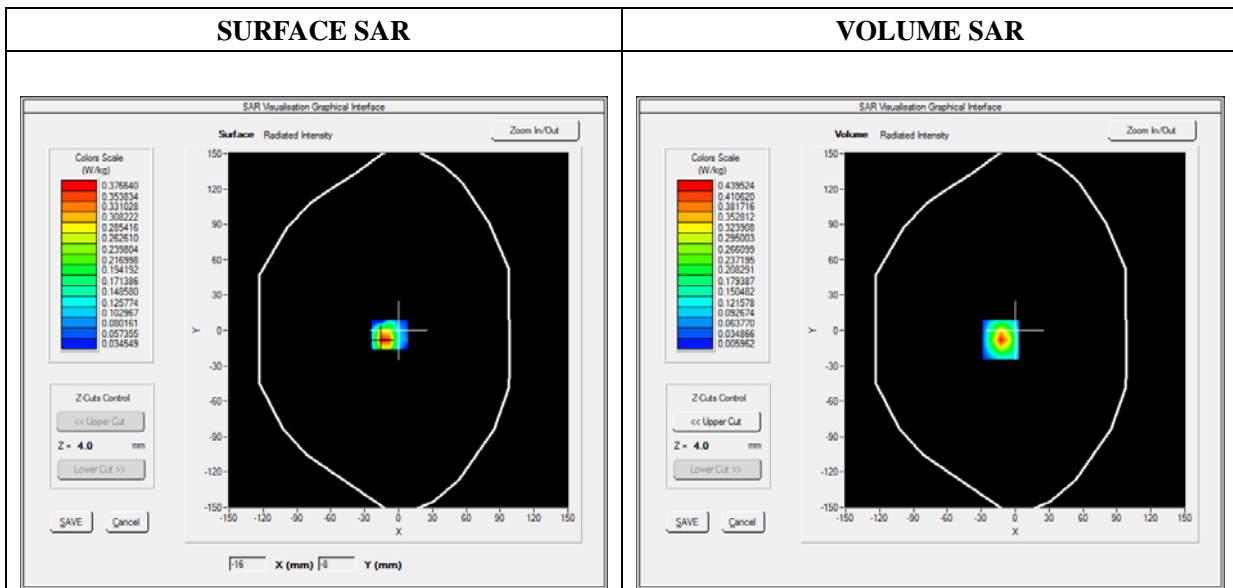 SURFACE SAR
VOLUME SAR
SAR Visualisation Graphical Interface
Surface Radiated Intensity
Zoom In/Out
Colors Scale
(W/kg)
0.376640
0.353834
0.331028
0.308222
0.285416
0.262610
0.239804
0.216998
0.194192
0.171386
0.148580
0.125774
0.102967
0.080161
0.057355
0.034549
Z-Cuts Control
<< Upper Cut
Z = 4.0 mm
Lower Cut >>
SAVE Cancel
150
120
90
60
30
0
-30
-60
-90
-120
-150
Y
-150 -120 -90 -60 -30 0 30 60 90 120 150
X
-16 X (mm) -8 Y (mm)
SAR Visualisation Graphical Interface
Volume Radiated Intensity
Zoom In/Out
Colors Scale
(W/kg)
0.439524
0.410620
0.381716
0.352812
0.323908
0.295003
0.266099
0.237195
0.208291
0.179387
0.150482
0.121578
0.092674
0.063770
0.034866
0.005962
Z-Cuts Control
<< Upper Cut
Z = 4.0 mm
Lower Cut >>
SAVE Cancel
150
120
90
60
30
0
-30
-60
-90
-120
-150
Y
-150 -120 -90 -60 -30 0 30 60 90 120 150
X